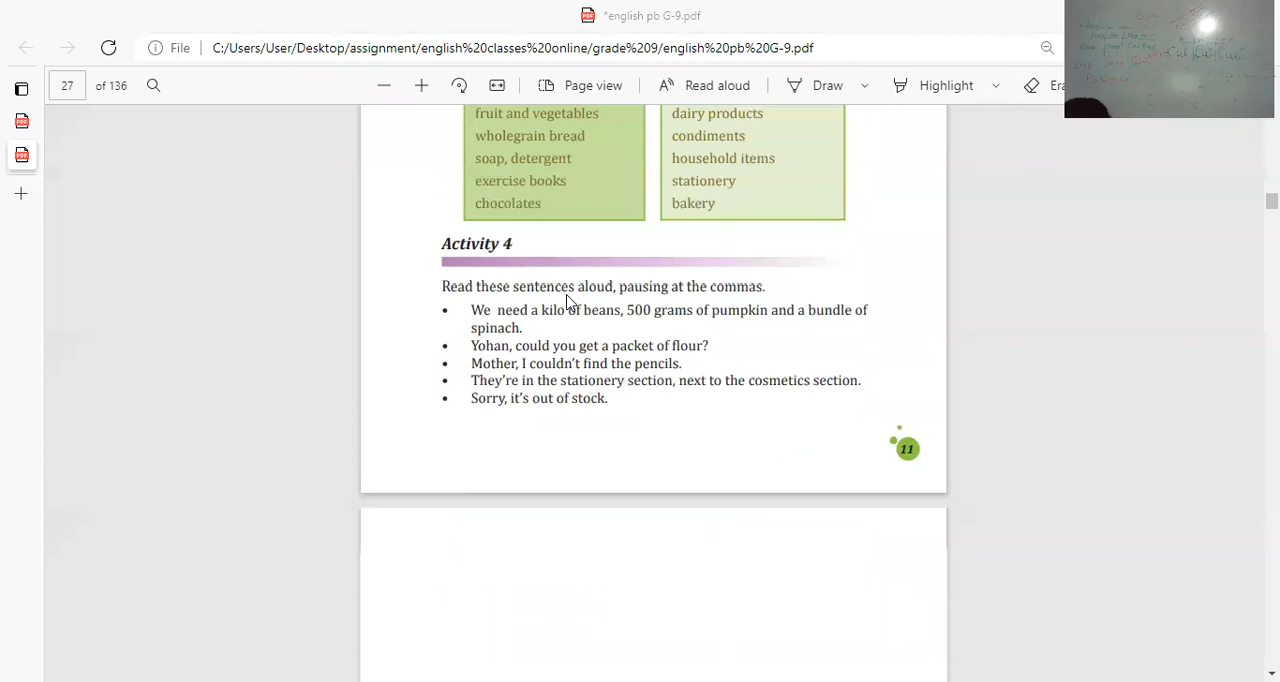 *english pb G-9.pdf
File
C:/Users/User/Desktop/assignment/english%20classes%20online/grade%209/english%20pb%20G-9.pdf
27 of 136
Page view
Read aloud
Draw
Highlight
fruit and vegetables
wholegrain bread
soap, detergent
exercise books
chocolates
dairy products
condiments
household items
stationery
bakery
Activity 4
Read these sentences aloud, pausing at the commas.
• We need a kilo of beans, 500 grams of pumpkin and a bundle of
spinach.
• Yohan, could you get a packet of flour?
• Mother, I couldn't find the pencils.
• They're in the stationery section, next to the cosmetics section.
• Sorry, it's out of stock.
11